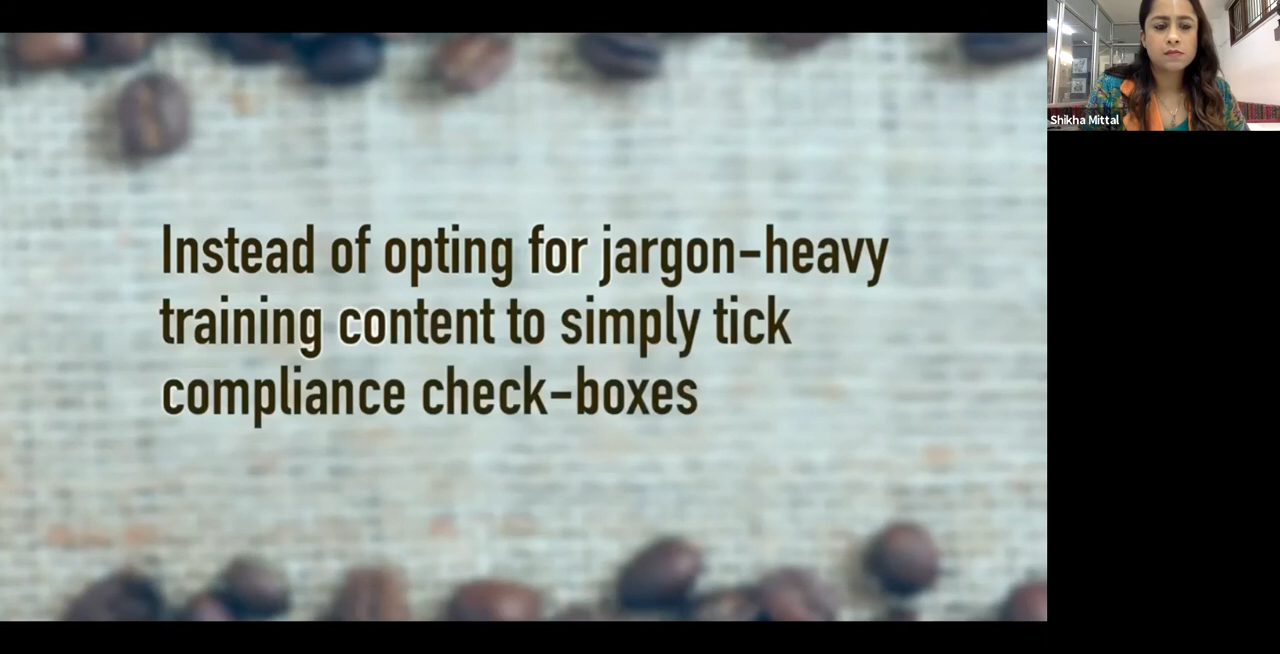 Instead of opting for jargon-heavy
training content to simply tick
compliance check-boxes
Shikha Mittal